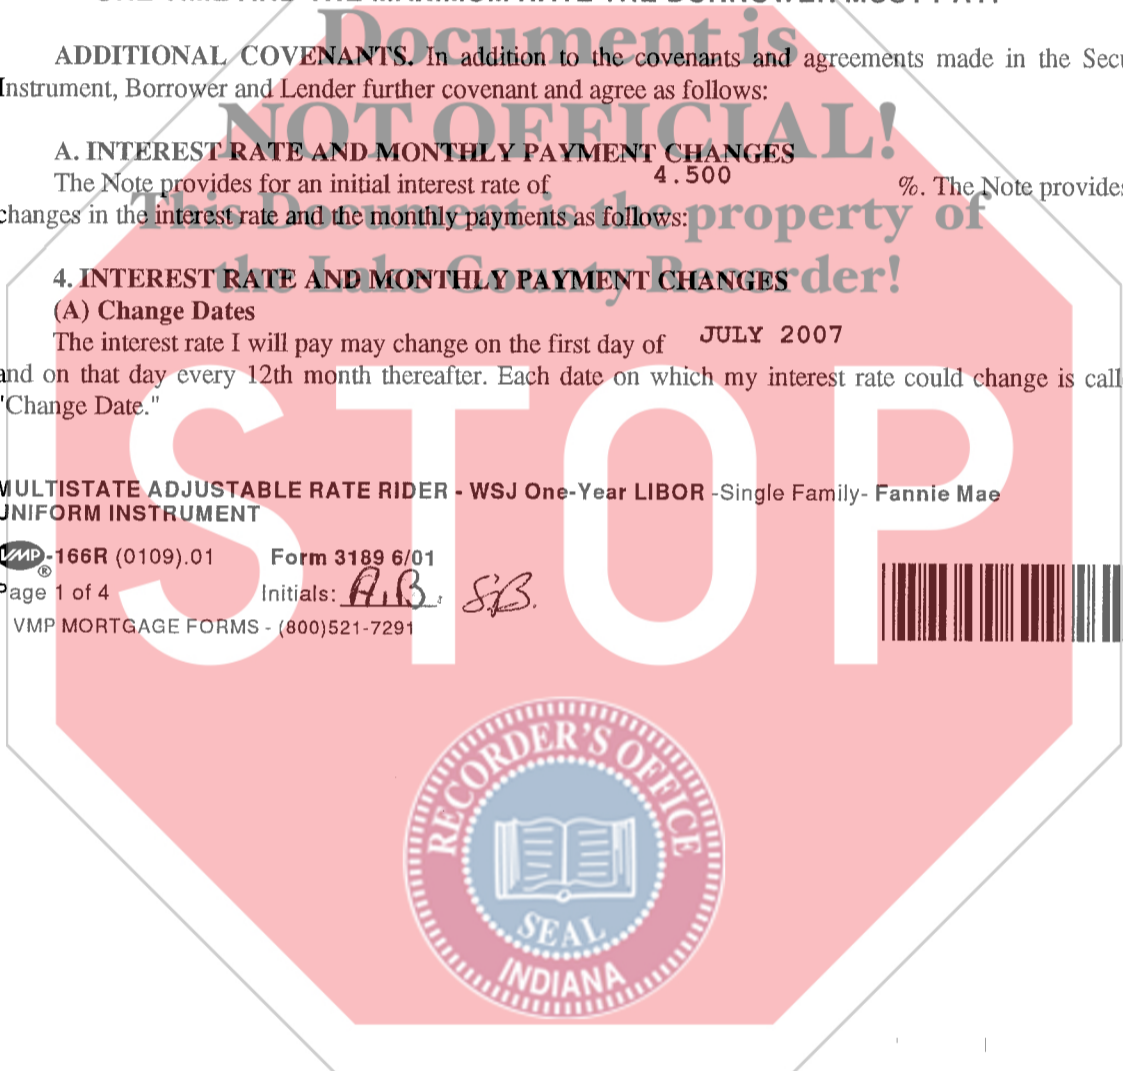 Document is
ADDITIONAL COVENANTS. In addition to the covenants and agreements made in the Secu
Instrument, Borrower and Lender further covenant and agree as follows:
NOT OFFICIAL!
A. INTEREST RATE AND MONTHLY PAYMENT CHANGES
The Note provides for an initial interest rate of 4.500 %. The Note provides
changes in the interest rate and the monthly payments as follows:
This Document is the property of
the Lake County Recorder!
4. INTEREST RATE AND MONTHLY PAYMENT CHANGES
(A) Change Dates
The interest rate I will pay may change on the first day of JULY 2007
and on that day every 12th month thereafter. Each date on which my interest rate could change is call
"Change Date."
STOP
MULTISTATE ADJUSTABLE RATE RIDER - WSJ One-Year LIBOR -Single Family- Fannie Mae
UNIFORM INSTRUMENT
VMP-166R (0109).01 Form 3189 6/01
®
Page 1 of 4 Initials: A.B. S.B.
VMP MORTGAGE FORMS - (800)521-7291
RECORDER'S OFFICE
SEAL
INDIANA